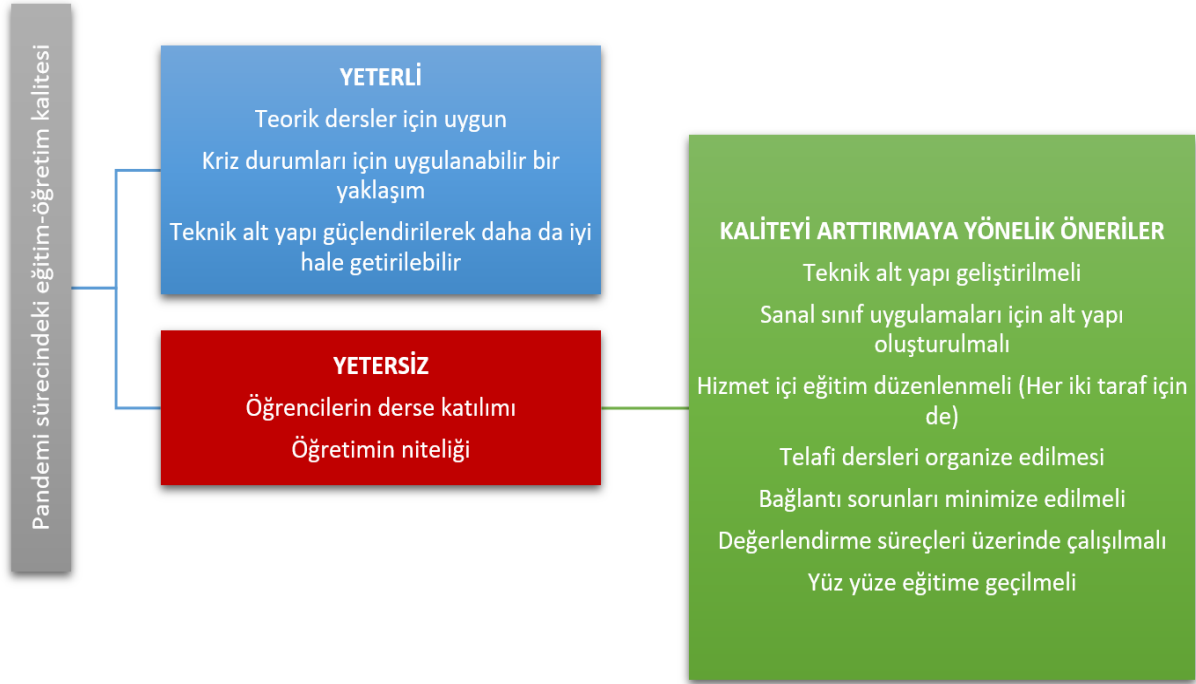 Pandemi sürecindeki eğitim-öğretim kalitesi
YETERLİ
Teorik dersler için uygun
Kriz durumları için uygulanabilir bir
yaklaşım
Teknik alt yapı güçlendirilerek daha da iyi
hale getirilebilir
YETERSİZ
Öğrencilerin derse katılımı
Öğretimin niteliği
KALİTEYİ ARTTIRMAYA YÖNELİK ÖNERİLER
Teknik alt yapı geliştirilmeli
Sanal sınıf uygulamaları için alt yapı
oluşturulmalı
Hizmet içi eğitim düzenlenmeli (Her iki taraf için
de)
Telafi dersleri organize edilmesi
Bağlantı sorunları minimize edilmeli
Değerlendirme süreçleri üzerinde çalışılmalı
Yüz yüze eğitime geçilmeli